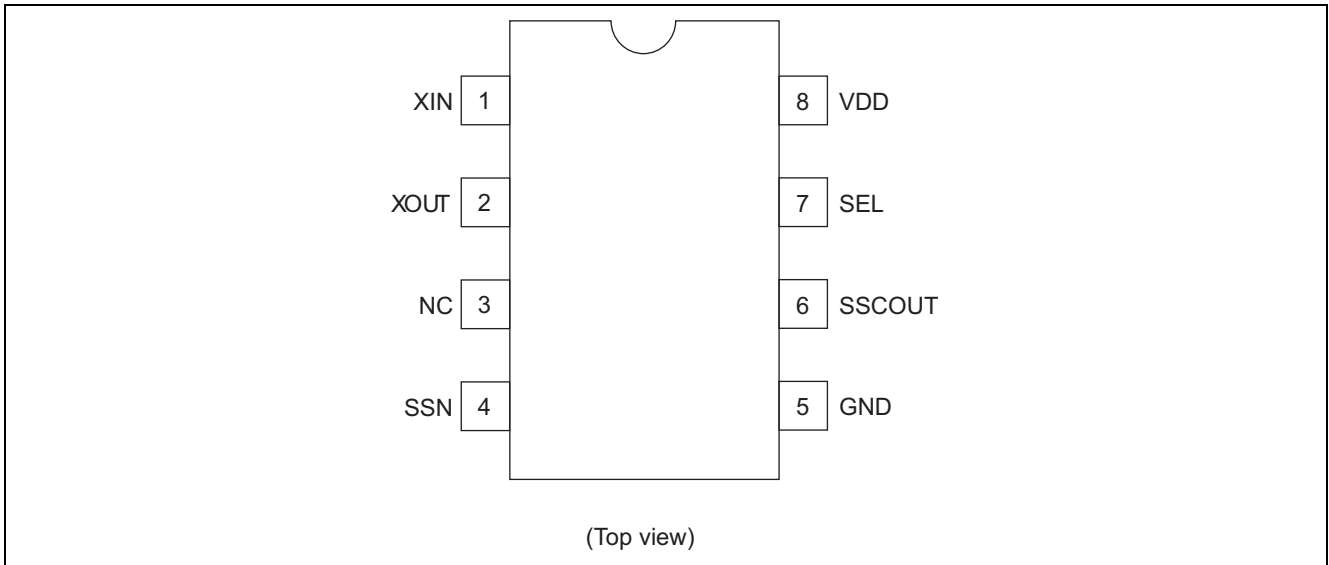 XIN 1 8 VDD
XOUT 2 7 SEL
NC 3 6 SSCOUT
SSN 4 5 GND
(Top view)